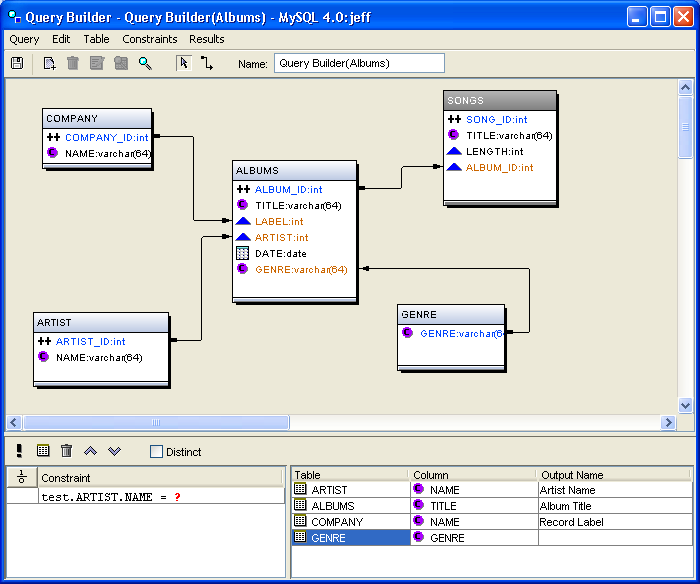 Query Builder - Query Builder(Albums) - MySQL 4.0:jeff
Query Edit Table Constraints Results
Name: Query Builder(Albums)
COMPANY
COMPANY_ID:int
NAME:varchar(64)
ALBUMS
ALBUM_ID:int
TITLE:varchar(64)
LABEL:int
ARTIST:int
DATE:date
GENRE:varchar(64)
SONGS
SONG_ID:int
TITLE:varchar(64)
LENGTH:int
ALBUM_ID:int
ARTIST
ARTIST_ID:int
NAME:varchar(64)
GENRE
GENRE:varchar(6
Distinct
Constraint
test.ARTIST.NAME = ?
Table Column Output Name
ARTIST NAME Artist Name
ALBUMS TITLE Album Title
COMPANY NAME Record Label
GENRE GENRE